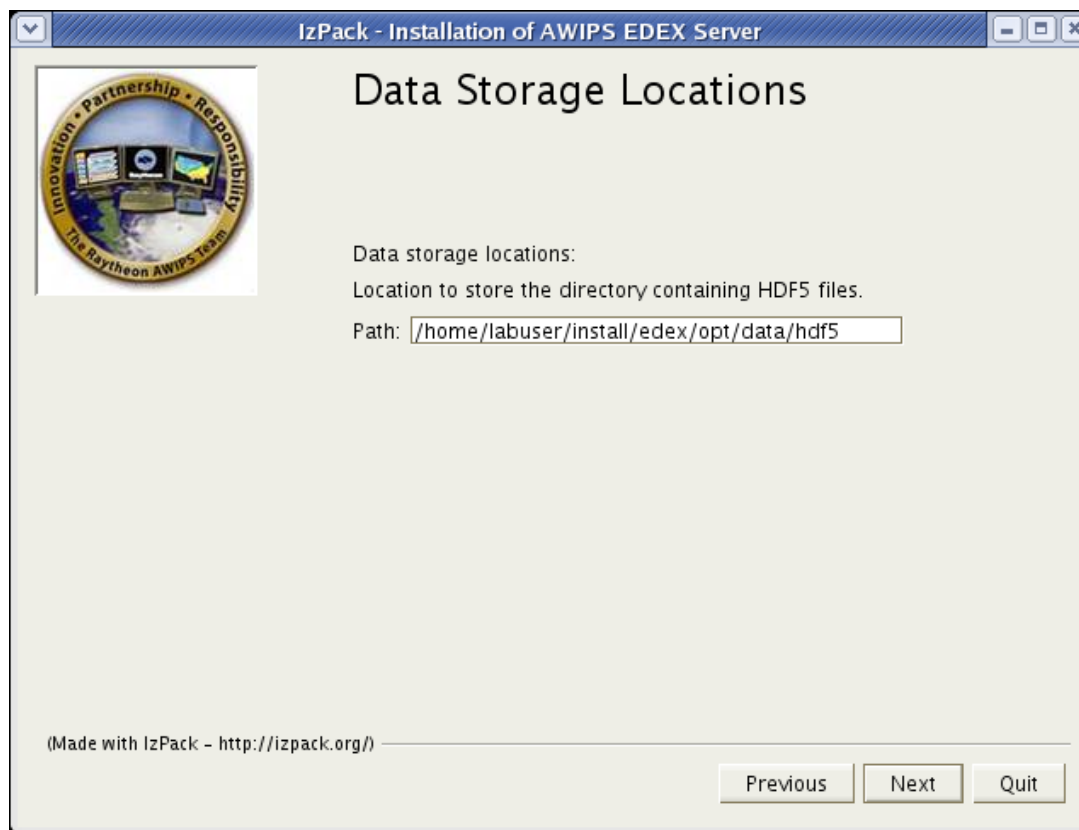 IzPack - Installation of AWIPS EDEX Server
Innovation • Partnership • Responsibility
The Raytheon AWIPS Team
Data Storage Locations
Data storage locations:
Location to store the directory containing HDF5 files.
Path: /home/labuser/install/edex/opt/data/hdf5
(Made with IzPack - http://izpack.org/)
Previous Next Quit